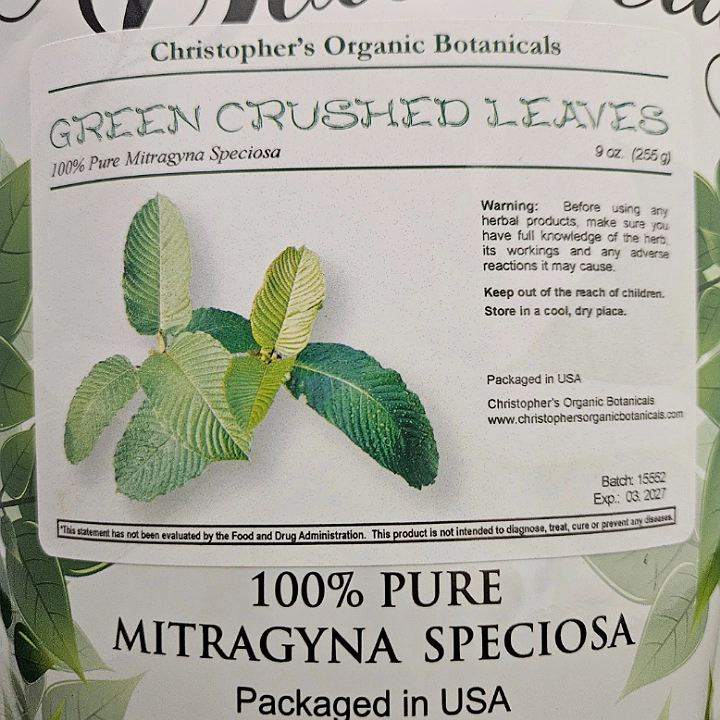 Christopher's Organic Botanicals
GREEN CRUSHED LEAVES
100% Pure Mitragyna Speciosa
9 oz. (255 g)
Warning: Before using any
herbal products, make sure you
have full knowledge of the herb,
its workings and any adverse
reactions it may cause.
Keep out of the reach of children.
Store in a cool, dry place.
Packaged in USA
Christopher's Organic Botanicals
www.christophersorganicbotanicals.com
Batch: 15552
Exp.: 03. 2027
*This statement has not been evaluated by the Food and Drug Administration. This product is not intended to diagnose, treat, cure or prevent any diseases.
100% PURE
MITRAGYNA SPECIOSA
Packaged in USA